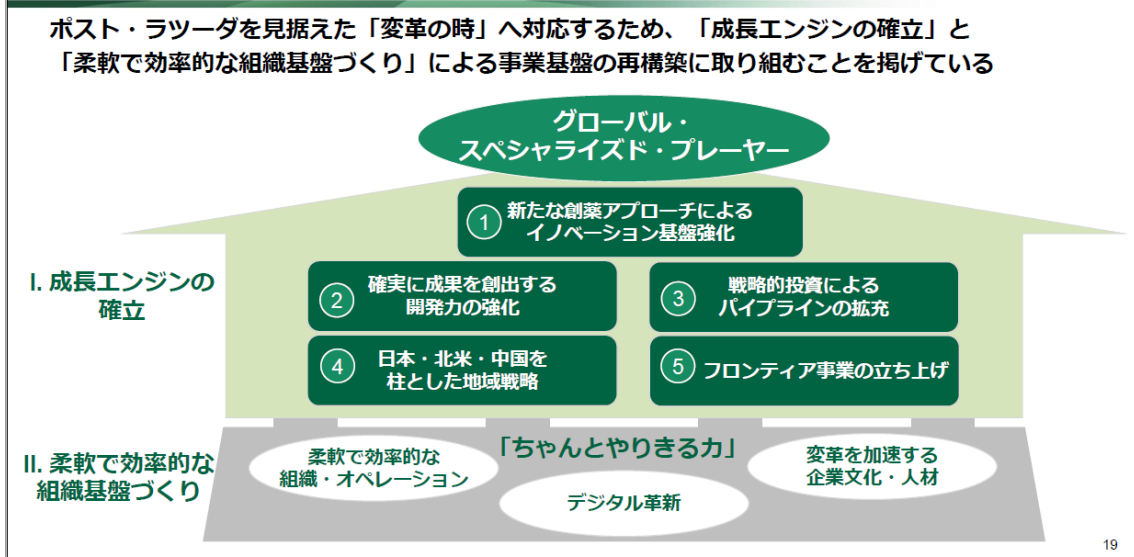 ポスト・ラツーダを見据えた「変革の時」へ対応するため、「成長エンジンの確立」と
「柔軟で効率的な組織基盤づくり」による事業基盤の再構築に取り組むことを掲げている
グローバル・
スペシャライズド・プレーヤー
① 新たな創薬アプローチによる
イノベーション基盤強化
I. 成長エンジンの
確立
② 確実に成果を創出する
開発力の強化
③ 戦略的投資による
パイプラインの拡充
④ 日本・北米・中国を
柱とした地域戦略
⑤ フロンティア事業の立ち上げ
II. 柔軟で効率的な
組織基盤づくり
「ちゃんとやりきる力」
柔軟で効率的な
組織・オペレーション
デジタル革新
変革を加速する
企業文化・人材
19